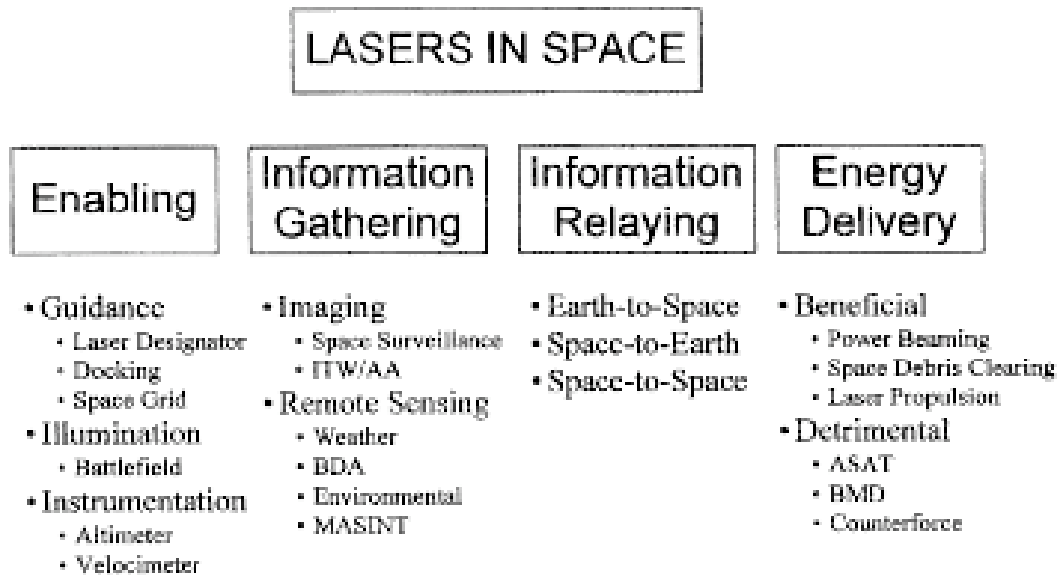 LASERS IN SPACE
Enabling
• Guidance
• Laser Designator
• Docking
• Space Grid
• Illumination
• Battlefield
• Instrumentation
• Altimeter
• Velocimeter
Information
Gathering
• Imaging
• Space Surveillance
• ITW/AA
• Remote Sensing
• Weather
• BDA
• Environmental
• MASINT
Information
Relaying
• Earth-to-Space
• Space-to-Earth
• Space-to-Space
Energy
Delivery
• Beneficial
• Power Beaming
• Space Debris Clearing
• Laser Propulsion
• Detrimental
• ASAT
• BMD
• Counterforce